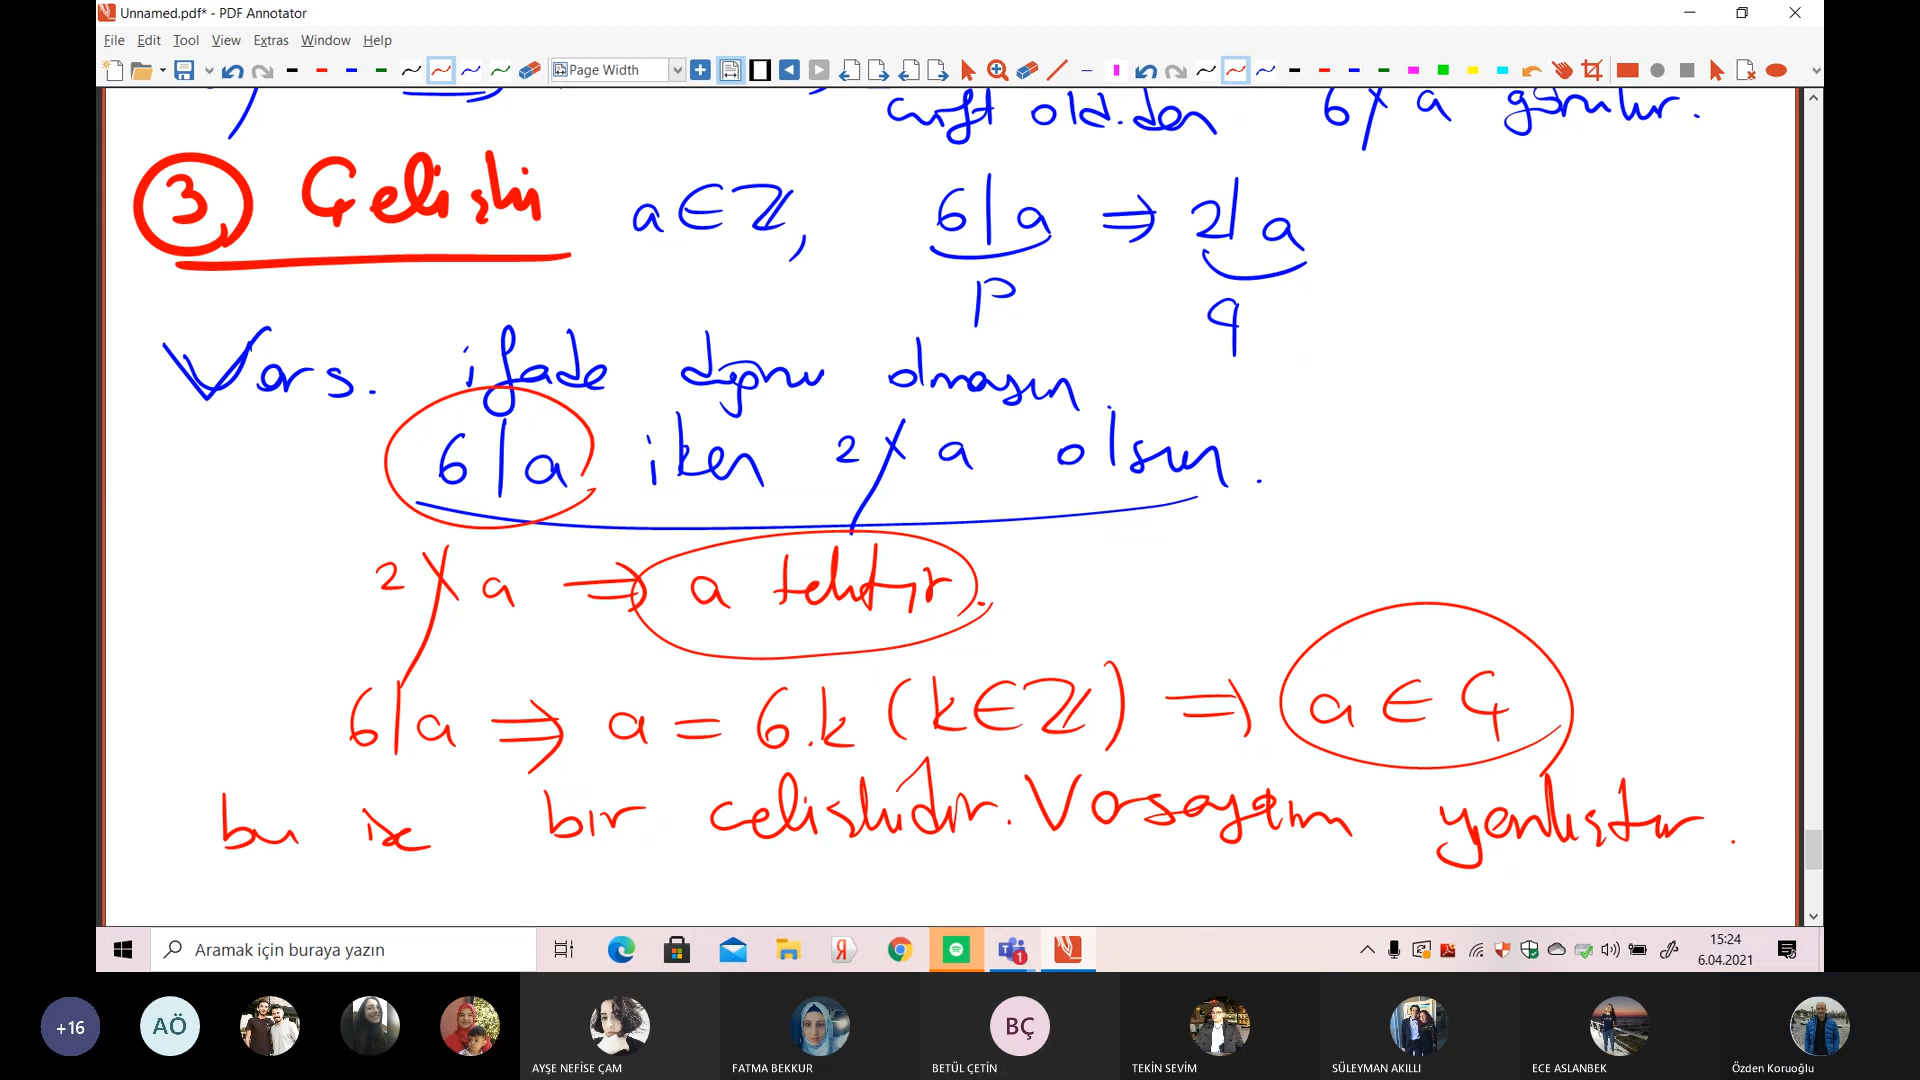 Unnamed.pdf* - PDF Annotator
File Edit Tool View Extras Window Help
Page Width
çift old.dan 6∤a görülür.
3 Çelişki a∈ℤ, 6|a ⇒ 2|a
p q
Vars. ifade doğru olmasın.
6|a iken 2∤a olsun.
2∤a ⇒ a tektir.
6|a ⇒ a = 6.k (k∈ℤ) ⇒ a ∈ Ç
bu ise bir çelişkidir. Varsayım yanlıştır.
Aramak için buraya yazın
1
15:24
6.04.2021
+16
AÖ
BÇ
AYŞE NEFİSE ÇAM
FATMA BEKKUR
BETÜL ÇETİN
TEKİN SEVİM
SÜLEYMAN AKILLI
ECE ASLANBEK
Özden Koruoğlu